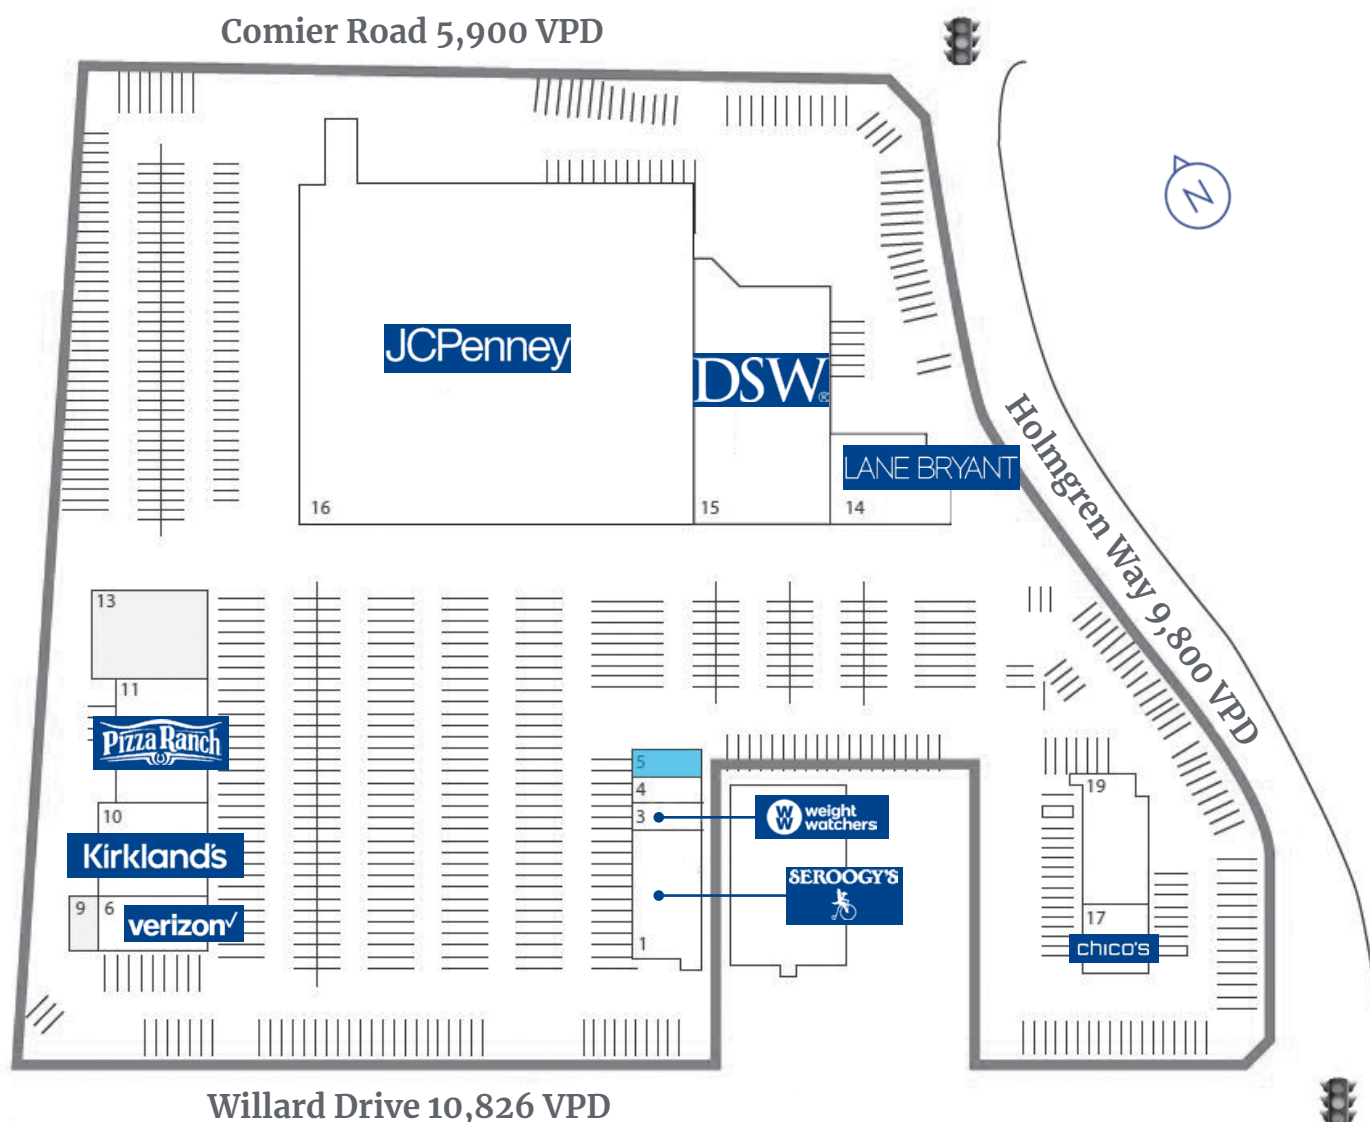 Comier Road 5,900 VPD
N
JCPenney
DSW®
LANE BRYANT
16
15
14
Holmgren Way 9,800 VPD
13
11
Pizza Ranch
10
Kirkland's
9
6
verizon✓
5
4
3
W
W
weight
watchers
SEROOGY'S
1
19
17
chico's
Willard Drive 10,826 VPD